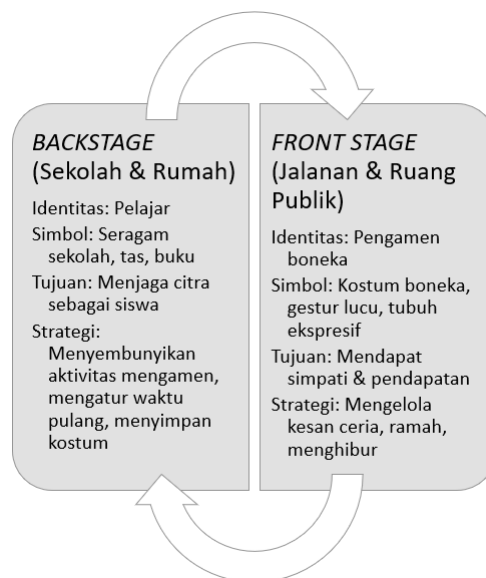 BACKSTAGE
(Sekolah & Rumah)
Identitas: Pelajar
Simbol: Seragam
sekolah, tas, buku
Tujuan: Menjaga citra
sebagai siswa
Strategi:
Menyembunyikan
aktivitas mengamen,
mengatur waktu
pulang, menyimpan
kostum
FRONT STAGE
(Jalanan & Ruang
Publik)
Identitas: Pengamen
boneka
Simbol: Kostum boneka,
gestur lucu, tubuh
ekspresif
Tujuan: Mendapat
simpati & pendapatan
Strategi: Mengelola
kesan ceria, ramah,
menghibur